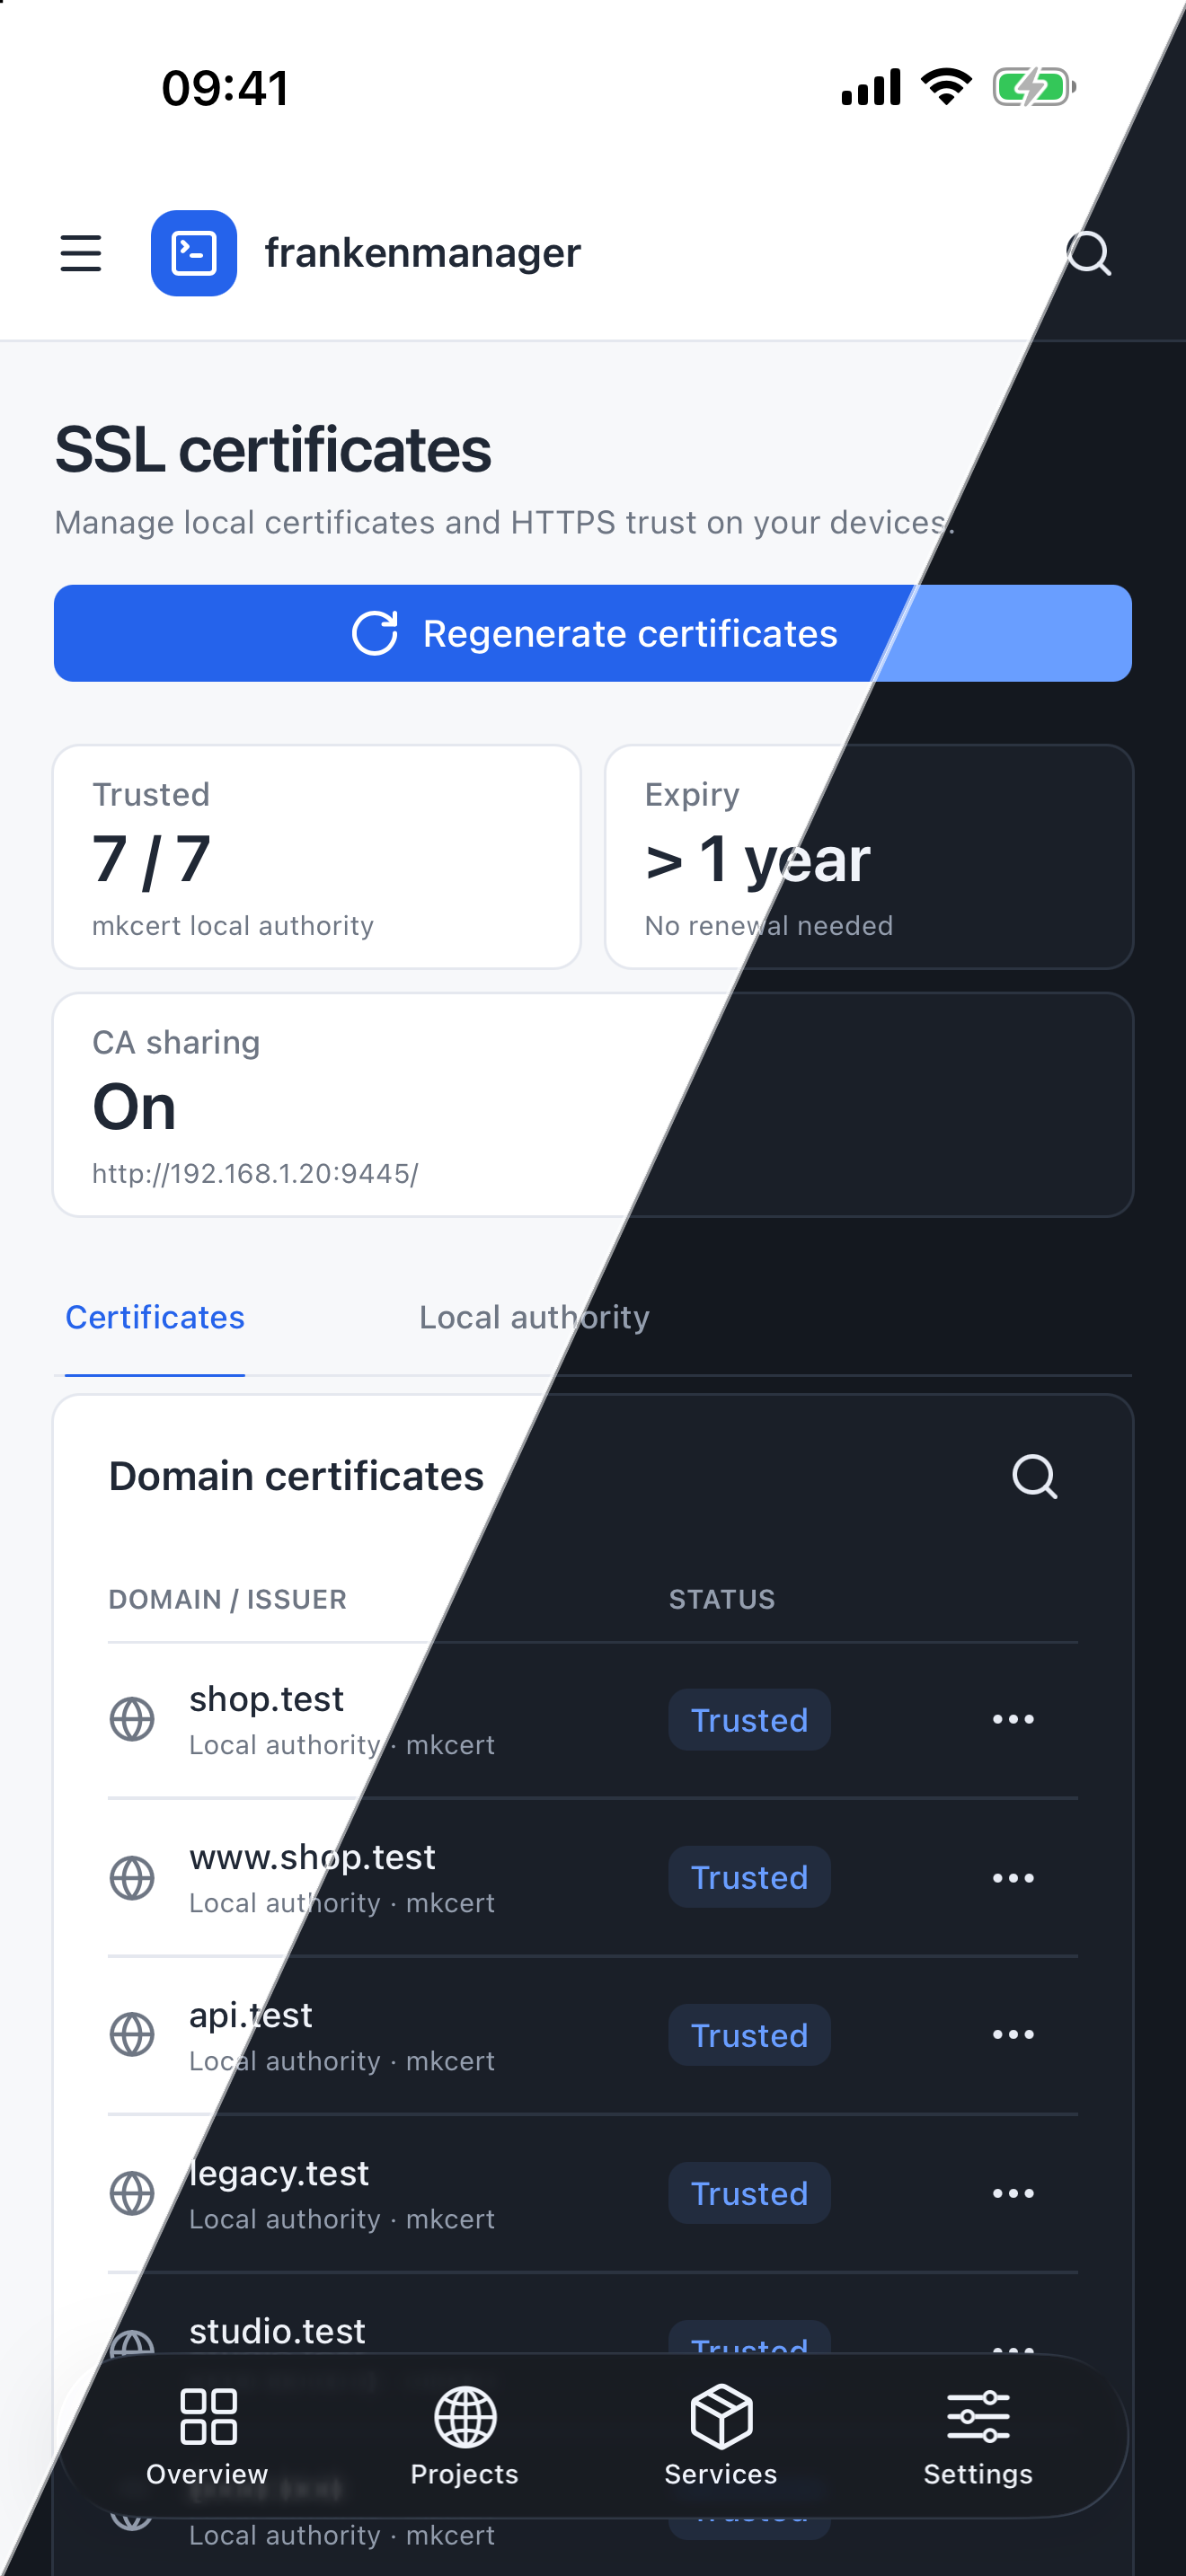 09:41
frankenmanager
SSL certificates
Manage local certificates and HTTPS trust on your devices.
Regenerate certificates
Trusted
7 / 7
mkcert local authority
Expiry
> 1 year
No renewal needed
CA sharing
On
http://192.168.1.20:9445/
Certificates
Local authority
Domain certificates
DOMAIN / ISSUER
STATUS
shop.test
Trusted
Local authority · mkcert
www.shop.test
Trusted
Local authority · mkcert
api.test
Trusted
Local authority · mkcert
legacy.test
Trusted
Local authority · mkcert
studio.test
Trusted
Overview
Projects
Services
Settings
Local authority · mkcert